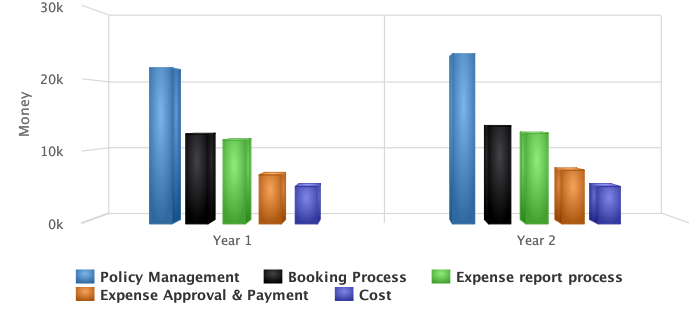 30k
20k
10k
0k
Money
Year 1
Year 2
Policy Management
Booking Process
Expense report process
Expense Approval & Payment
Cost